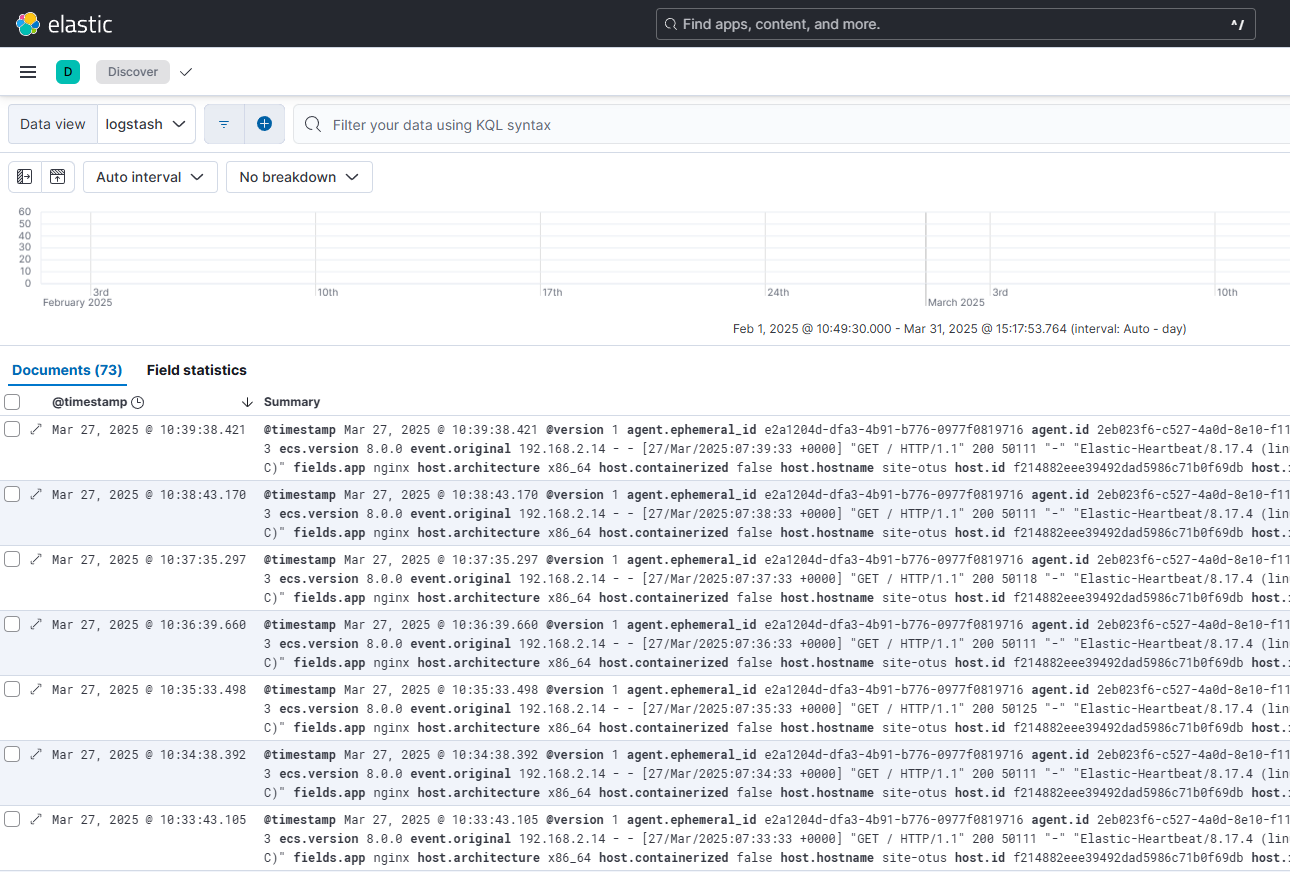 elastic
Find apps, content, and more.
^/
D
Discover
Data view
logstash
Filter your data using KQL syntax
Auto interval
No breakdown
60
50
40
30
20
10
0
3rd
10th
17th
24th
3rd
10th
February 2025
March 2025
Feb 1, 2025 @ 10:49:30.000 - Mar 31, 2025 @ 15:17:53.764 (interval: Auto - day)
Documents (73)
Field statistics
@timestamp
Summary
Mar 27, 2025 @ 10:39:38.421 @timestamp Mar 27, 2025 @ 10:39:38.421 @version 1 agent.ephemeral_id e2a1204d-dfa3-4b91-b776-0977f0819716 agent.id 2eb023f6-c527-4a0d-8e10-f11
3 ecs.version 8.0.0 event.original 192.168.2.14 - - [27/Mar/2025:07:39:33 +0000] "GET / HTTP/1.1" 200 50111 "-" "Elastic-Heartbeat/8.17.4 (lin
C)" fields.app nginx host.architecture x86_64 host.containerized false host.hostname site-otus host.id f214882eee39492dad5986c71b0f69db host.
Mar 27, 2025 @ 10:38:43.170 @timestamp Mar 27, 2025 @ 10:38:43.170 @version 1 agent.ephemeral_id e2a1204d-dfa3-4b91-b776-0977f0819716 agent.id 2eb023f6-c527-4a0d-8e10-f11
3 ecs.version 8.0.0 event.original 192.168.2.14 - - [27/Mar/2025:07:38:33 +0000] "GET / HTTP/1.1" 200 50111 "-" "Elastic-Heartbeat/8.17.4 (lin
C)" fields.app nginx host.architecture x86_64 host.containerized false host.hostname site-otus host.id f214882eee39492dad5986c71b0f69db host.
Mar 27, 2025 @ 10:37:35.297 @timestamp Mar 27, 2025 @ 10:37:35.297 @version 1 agent.ephemeral_id e2a1204d-dfa3-4b91-b776-0977f0819716 agent.id 2eb023f6-c527-4a0d-8e10-f11
3 ecs.version 8.0.0 event.original 192.168.2.14 - - [27/Mar/2025:07:37:33 +0000] "GET / HTTP/1.1" 200 50118 "-" "Elastic-Heartbeat/8.17.4 (lin
C)" fields.app nginx host.architecture x86_64 host.containerized false host.hostname site-otus host.id f214882eee39492dad5986c71b0f69db host.
Mar 27, 2025 @ 10:36:39.660 @timestamp Mar 27, 2025 @ 10:36:39.660 @version 1 agent.ephemeral_id e2a1204d-dfa3-4b91-b776-0977f0819716 agent.id 2eb023f6-c527-4a0d-8e10-f11
3 ecs.version 8.0.0 event.original 192.168.2.14 - - [27/Mar/2025:07:36:33 +0000] "GET / HTTP/1.1" 200 50111 "-" "Elastic-Heartbeat/8.17.4 (lin
C)" fields.app nginx host.architecture x86_64 host.containerized false host.hostname site-otus host.id f214882eee39492dad5986c71b0f69db host.
Mar 27, 2025 @ 10:35:33.498 @timestamp Mar 27, 2025 @ 10:35:33.498 @version 1 agent.ephemeral_id e2a1204d-dfa3-4b91-b776-0977f0819716 agent.id 2eb023f6-c527-4a0d-8e10-f11
3 ecs.version 8.0.0 event.original 192.168.2.14 - - [27/Mar/2025:07:35:33 +0000] "GET / HTTP/1.1" 200 50125 "-" "Elastic-Heartbeat/8.17.4 (lin
C)" fields.app nginx host.architecture x86_64 host.containerized false host.hostname site-otus host.id f214882eee39492dad5986c71b0f69db host.
Mar 27, 2025 @ 10:34:38.392 @timestamp Mar 27, 2025 @ 10:34:38.392 @version 1 agent.ephemeral_id e2a1204d-dfa3-4b91-b776-0977f0819716 agent.id 2eb023f6-c527-4a0d-8e10-f11
3 ecs.version 8.0.0 event.original 192.168.2.14 - - [27/Mar/2025:07:34:33 +0000] "GET / HTTP/1.1" 200 50111 "-" "Elastic-Heartbeat/8.17.4 (lin
C)" fields.app nginx host.architecture x86_64 host.containerized false host.hostname site-otus host.id f214882eee39492dad5986c71b0f69db host.
Mar 27, 2025 @ 10:33:43.105 @timestamp Mar 27, 2025 @ 10:33:43.105 @version 1 agent.ephemeral_id e2a1204d-dfa3-4b91-b776-0977f0819716 agent.id 2eb023f6-c527-4a0d-8e10-f11
3 ecs.version 8.0.0 event.original 192.168.2.14 - - [27/Mar/2025:07:33:33 +0000] "GET / HTTP/1.1" 200 50111 "-" "Elastic-Heartbeat/8.17.4 (lin
C)" fields.app nginx host.architecture x86_64 host.containerized false host.hostname site-otus host.id f214882eee39492dad5986c71b0f69db host.